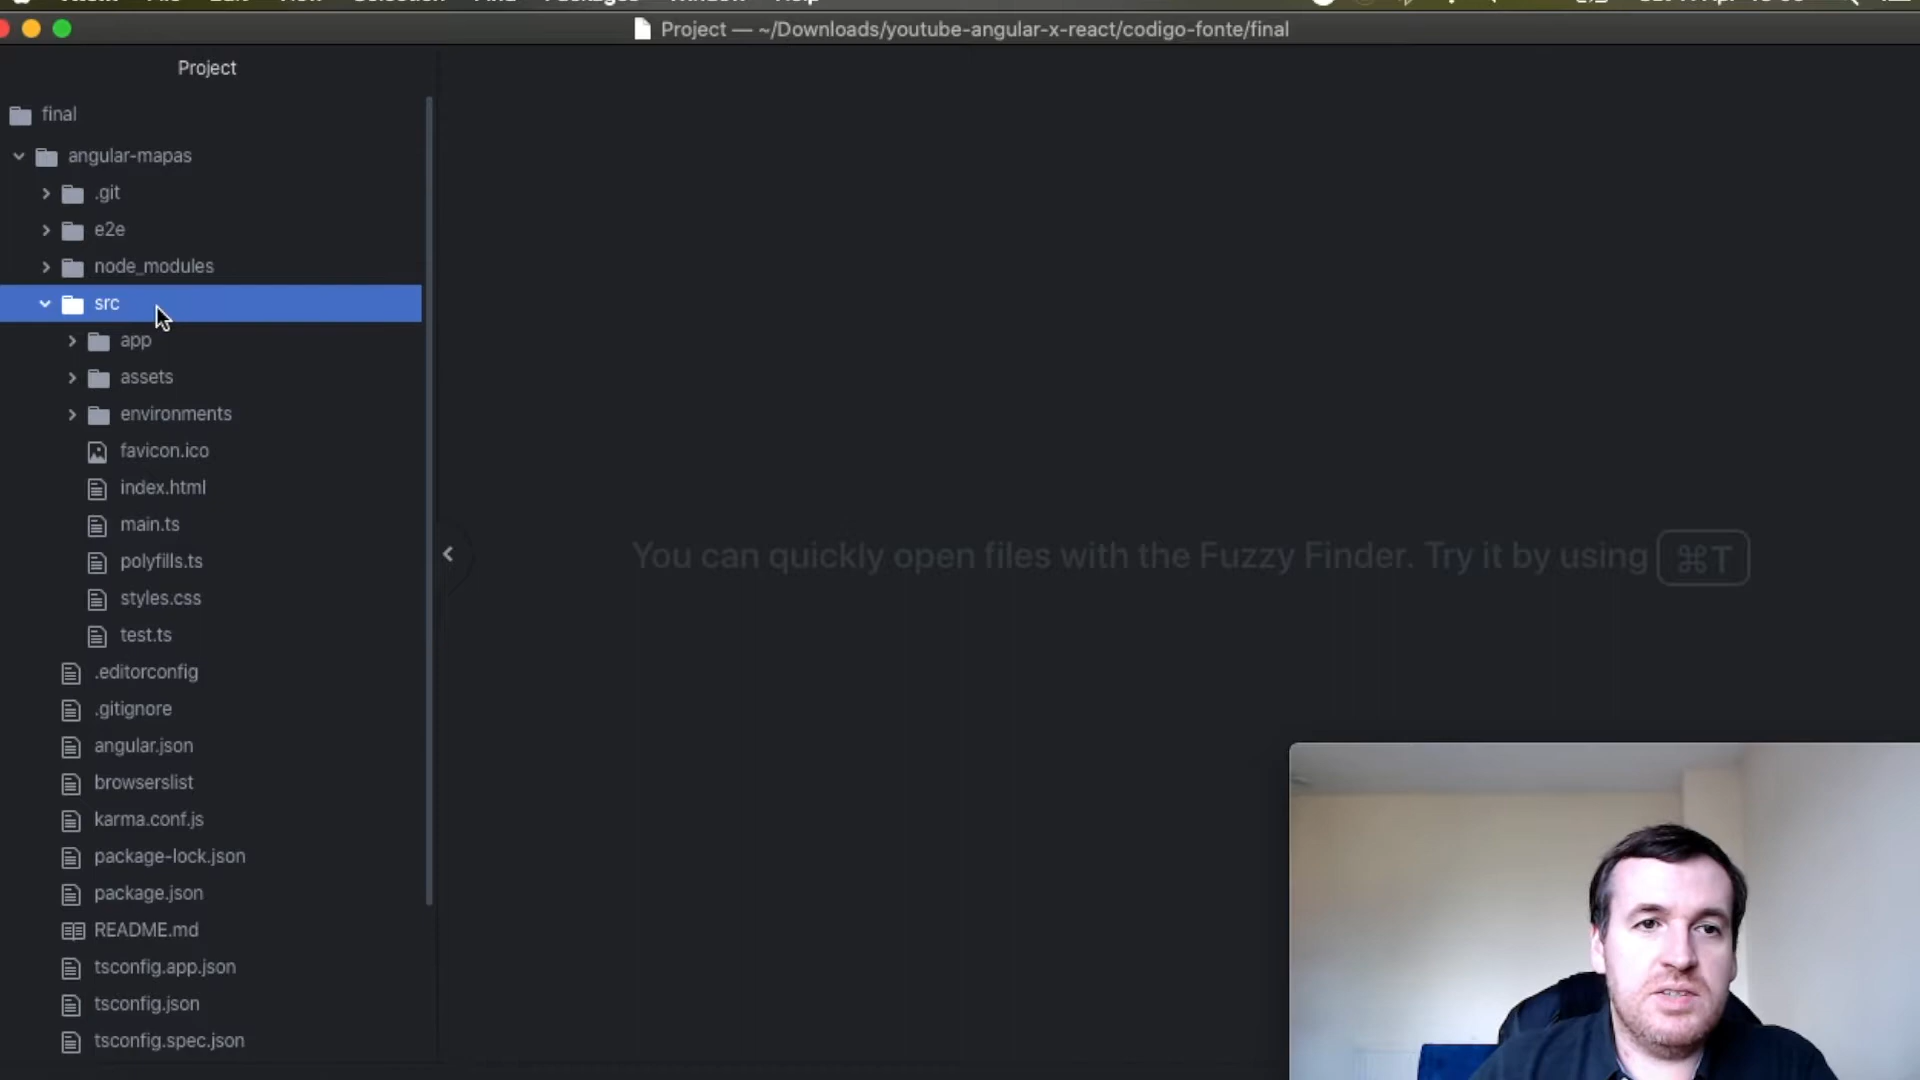 Project — ~/Downloads/youtube-angular-x-react/codigo-fonte/final
Project
final
angular-mapas
.git
e2e
node_modules
src
app
assets
environments
favicon.ico
index.html
main.ts
polyfills.ts
styles.css
test.ts
.editorconfig
.gitignore
angular.json
browserslist
karma.conf.js
package-lock.json
package.json
README.md
tsconfig.app.json
tsconfig.json
tsconfig.spec.json
You can quickly open files with the Fuzzy Finder. Try it by using ⌘T